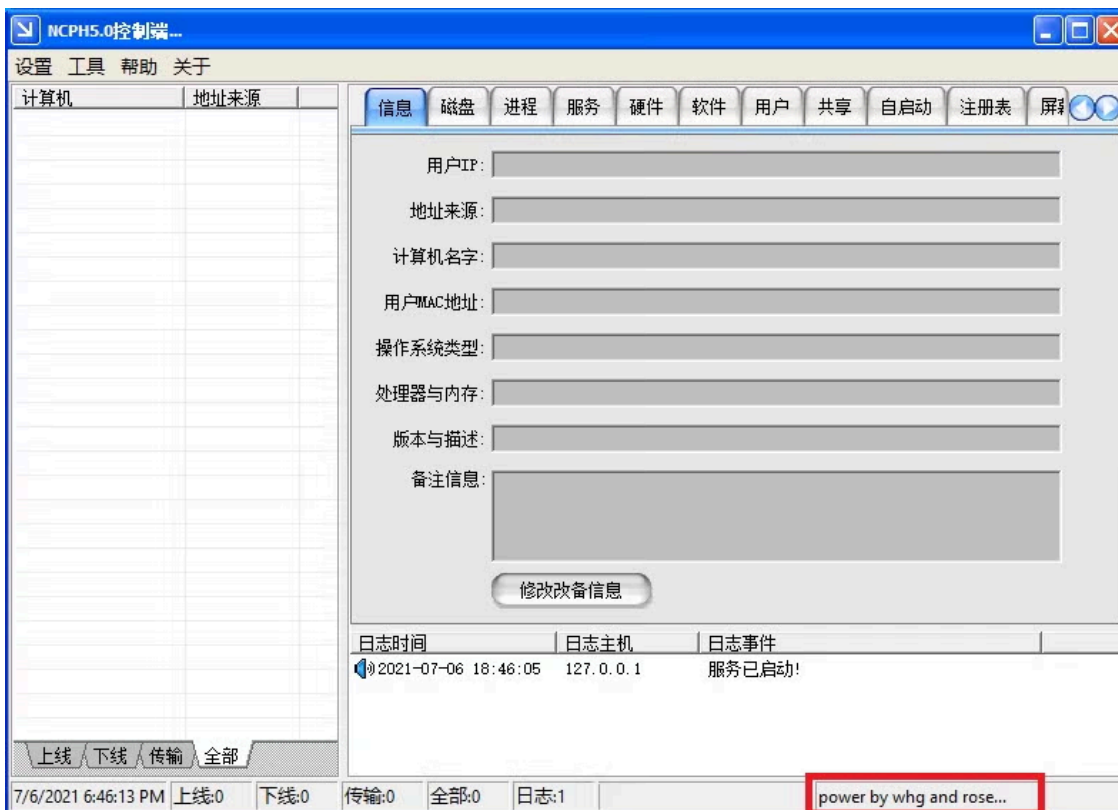 NCPH5.0控制端...
设置 工具 帮助 关于
计算机 地址来源
信息 磁盘 进程 服务 硬件 软件 用户 共享 自启动 注册表 屏幕
用户IP:
地址来源:
计算机名字:
用户MAC地址:
操作系统类型:
处理器与内存:
版本与描述:
备注信息:
修改改备信息
日志时间 日志主机 日志事件
2021-07-06 18:46:05 127.0.0.1 服务已启动!
上线 下线 传输 全部
7/6/2021 6:46:13 PM 上线:0 下线:0 传输:0 全部:0 日志:1 power by whg and rose...